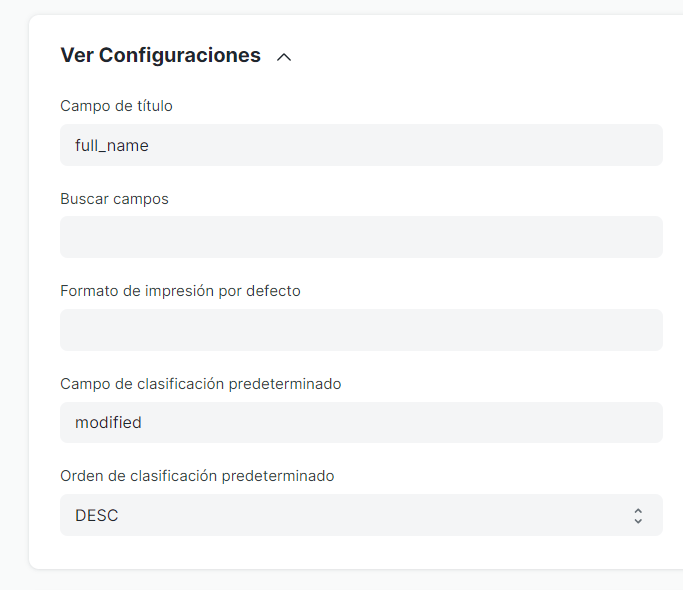 Ver Configuraciones
Campo de título
full_name
Buscar campos
Formato de impresión por defecto
Campo de clasificación predeterminado
modified
Orden de clasificación predeterminado
DESC